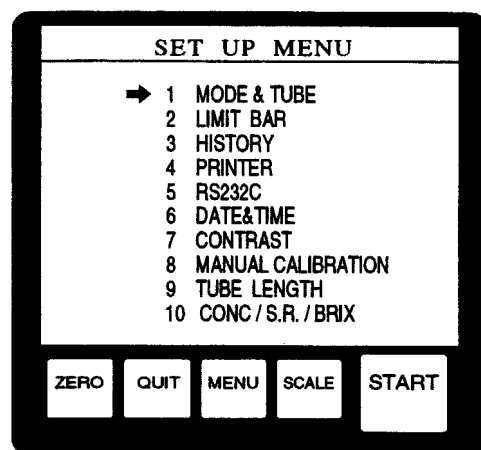 SET UP MENU
➡ 1 MODE & TUBE
2 LIMIT BAR
3 HISTORY
4 PRINTER
5 RS232C
6 DATE&TIME
7 CONTRAST
8 MANUAL CALIBRATION
9 TUBE LENGTH
10 CONC / S.R. / BRIX
ZERO QUIT MENU SCALE START